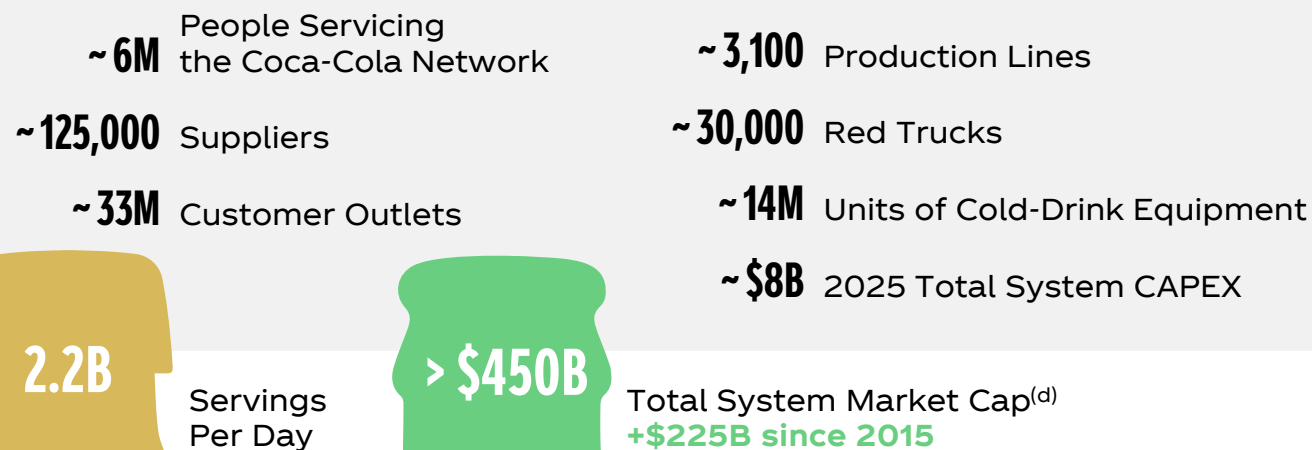 ~6M People Servicing
the Coca-Cola Network
~125,000 Suppliers
~33M Customer Outlets
~3,100 Production Lines
~30,000 Red Trucks
~14M Units of Cold-Drink Equipment
~$8B 2025 Total System CAPEX
2.2B
Servings
Per Day
> $450B
Total System Market Cap(d)
+$225B since 2015